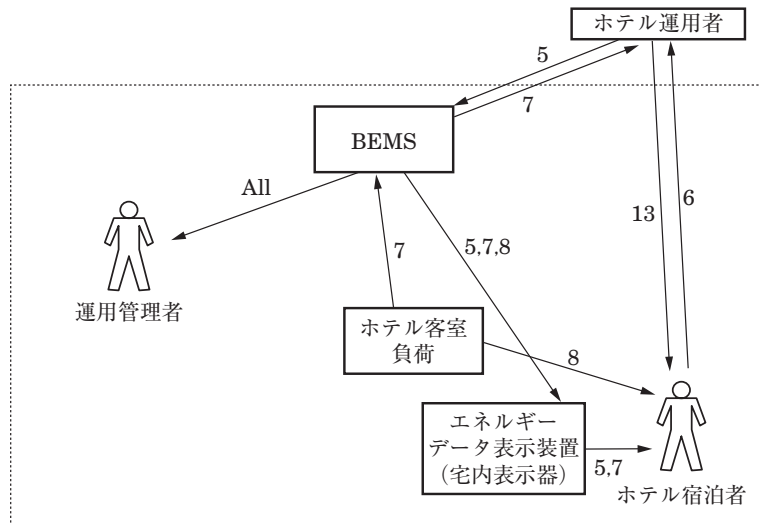 ホテル運用者
5
7
BEMS
All
13
6
7
5,7,8
運用管理者
ホテル客室
負荷
8
エネルギー
データ表示装置
（宅内表示器）
5,7
ホテル宿泊者